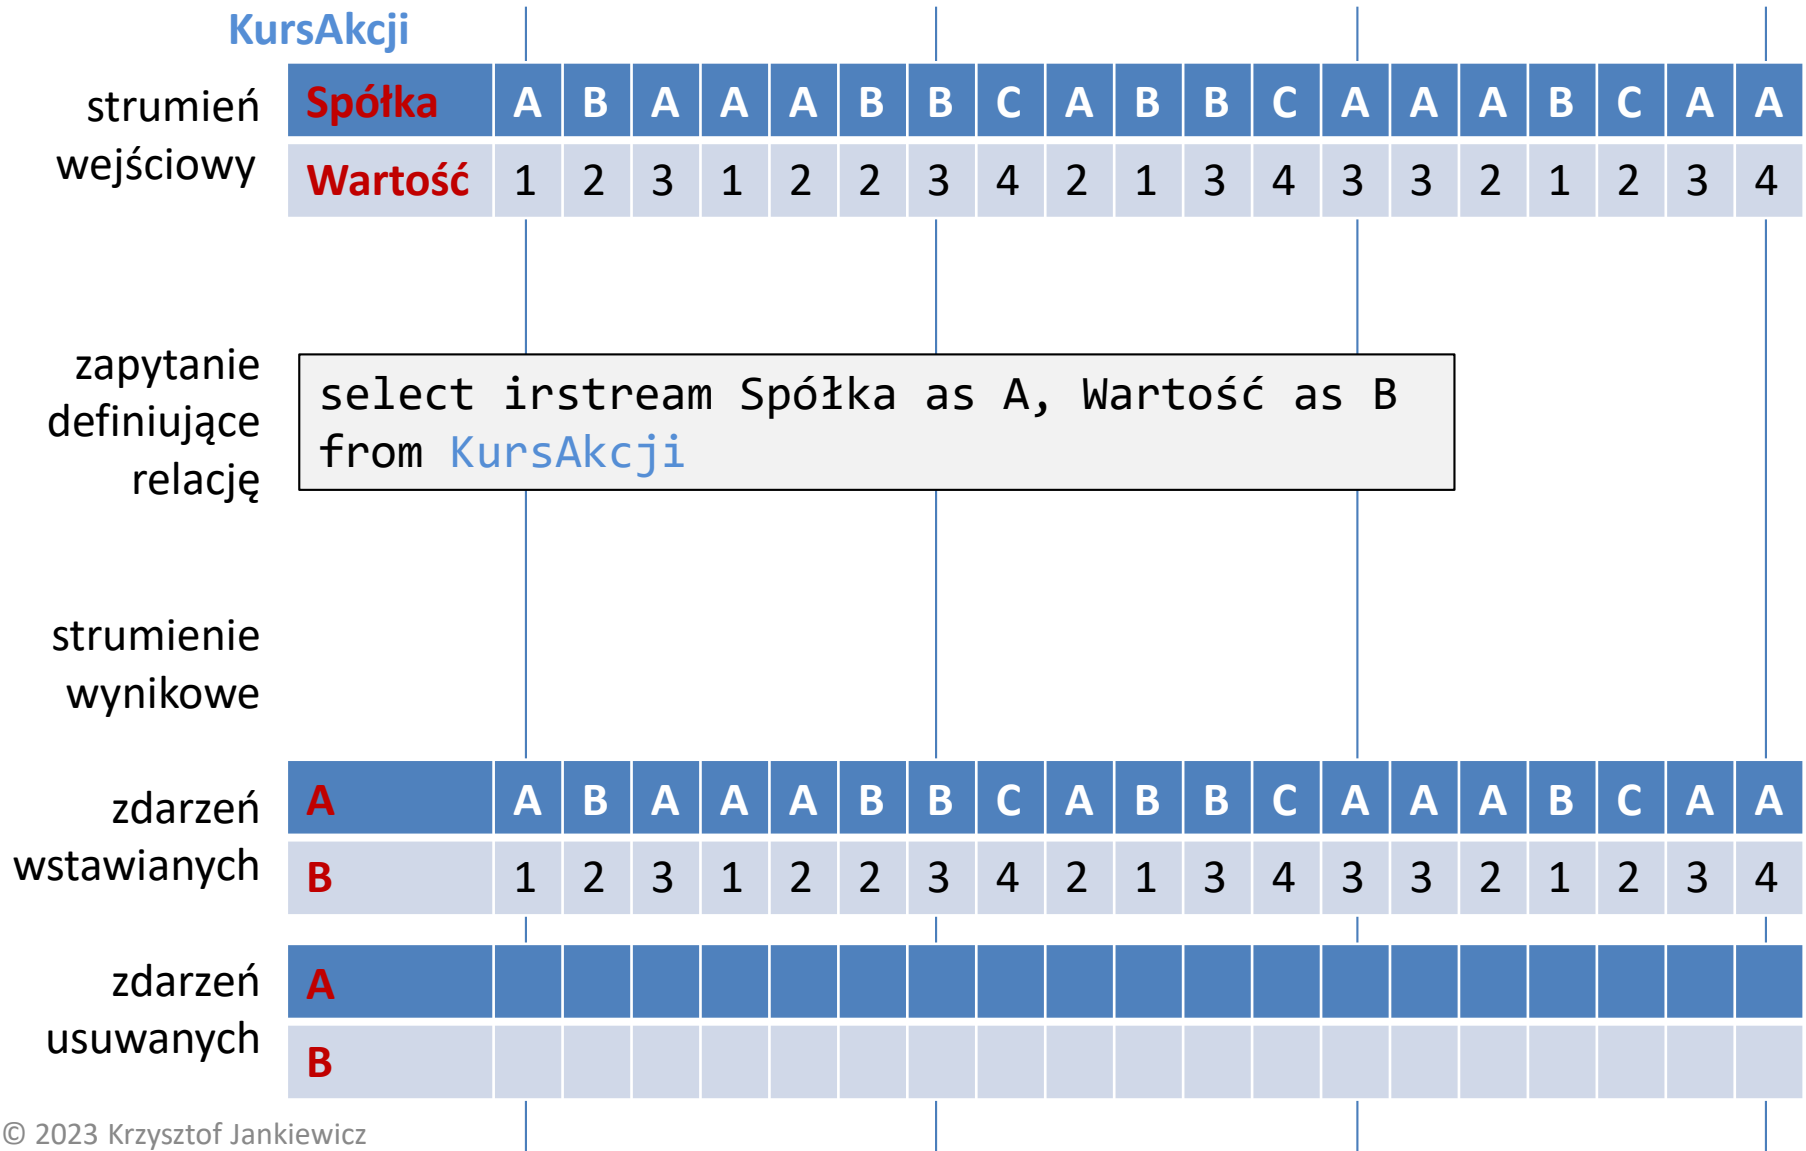 KursAkcji
strumień
wejściowy
Spółka A B A A A B B C A B B C A A A B C A A
Wartość 1 2 3 1 2 2 3 4 2 1 3 4 3 3 2 1 2 3 4
zapytanie
definiujące
relację
select irstream Spółka as A, Wartość as B
from KursAkcji
strumienie
wynikowe
zdarzeń
wstawianych
A A B A A A B B C A B B C A A A B C A A
B 1 2 3 1 2 2 3 4 2 1 3 4 3 3 2 1 2 3 4
zdarzeń
usuwanych
A
B
© 2023 Krzysztof Jankiewicz